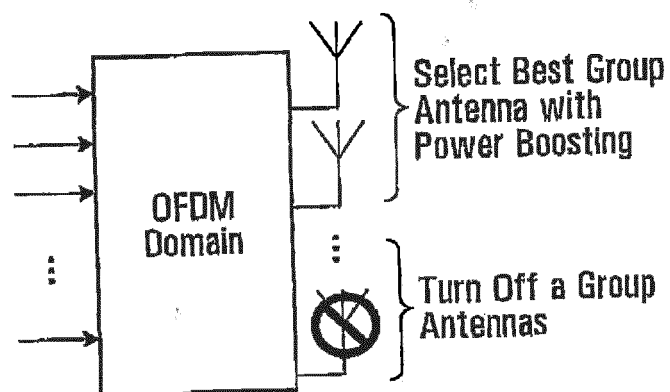 Select Best Group
Antenna with
Power Boosting
OFDM
Domain
Turn Off a Group
Antennas